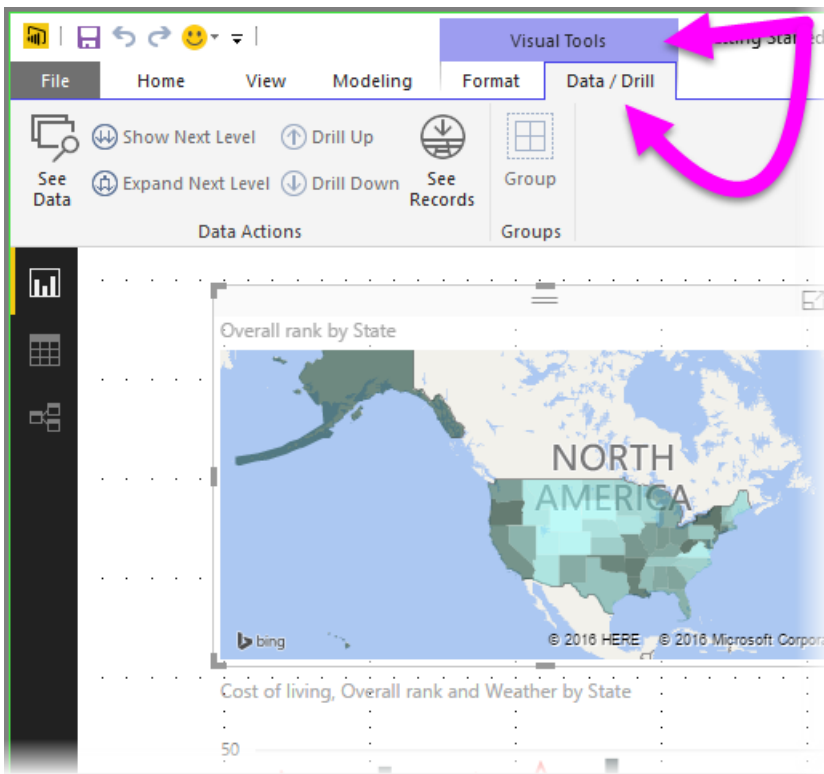 Visual Tools
File Home View Modeling Format Data / Drill
Show Next Level Drill Up
Expand Next Level Drill Down
See
Data
See
Records
Group
Data Actions Groups
Overall rank by State
NORTH
AMERICA
bing © 2016 HERE © 2016 Microsoft
Cost of living, Overall rank and Weather by State
50